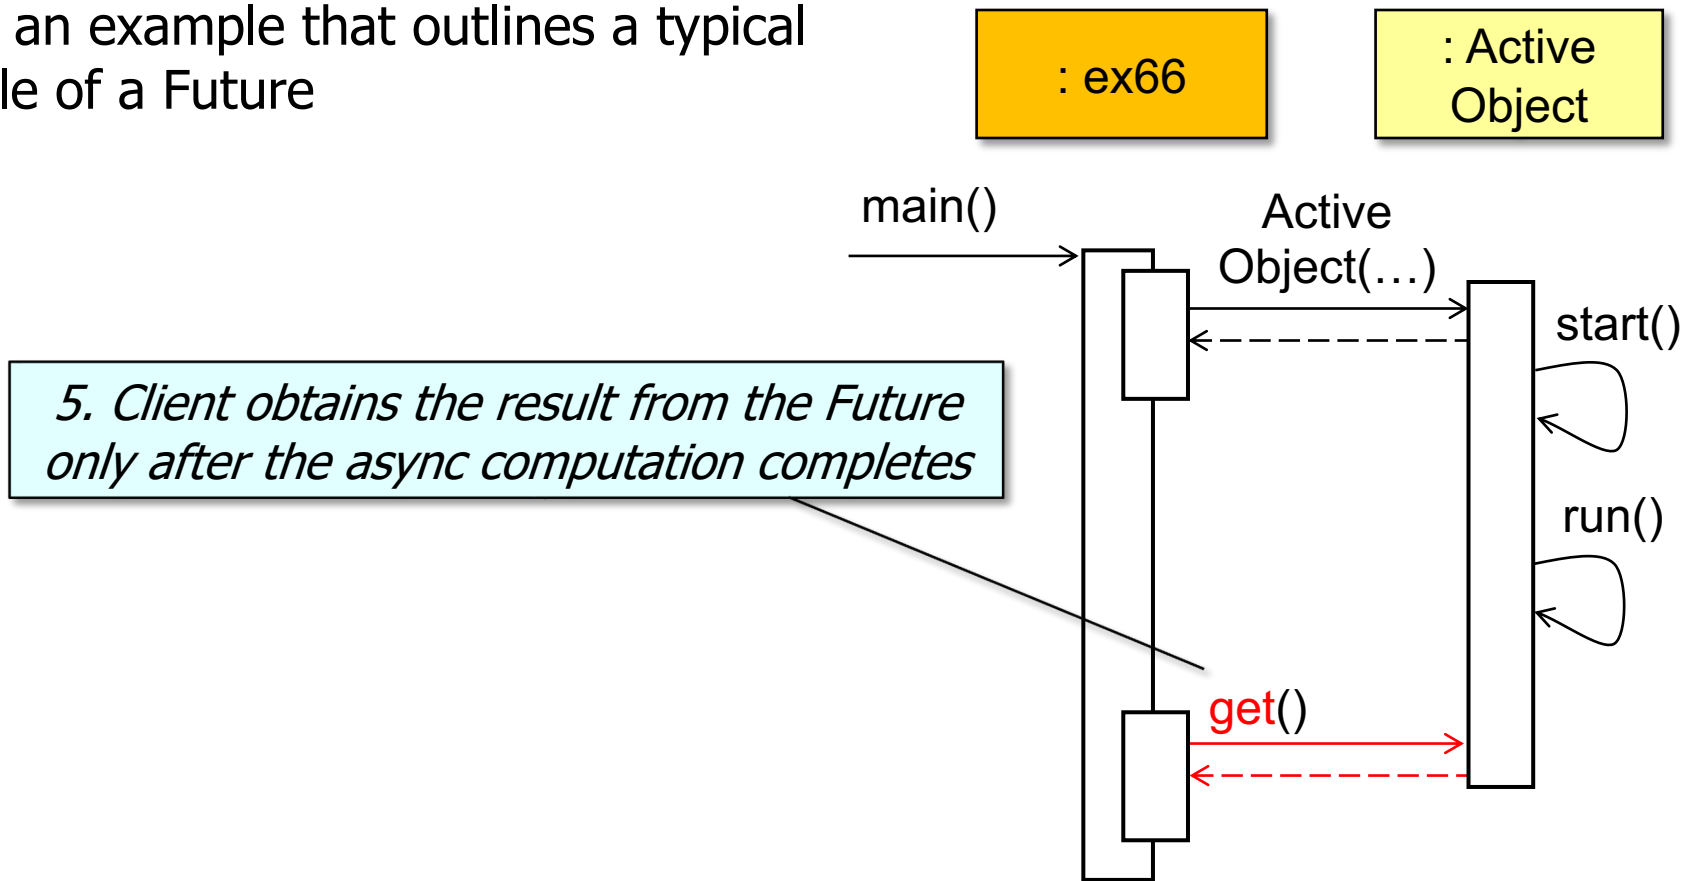 an example that outlines a typical
le of a Future
: ex66
: Active
Object
main()
Active
Object(...)
start()
5. Client obtains the result from the Future
only after the async computation completes
run()
get()